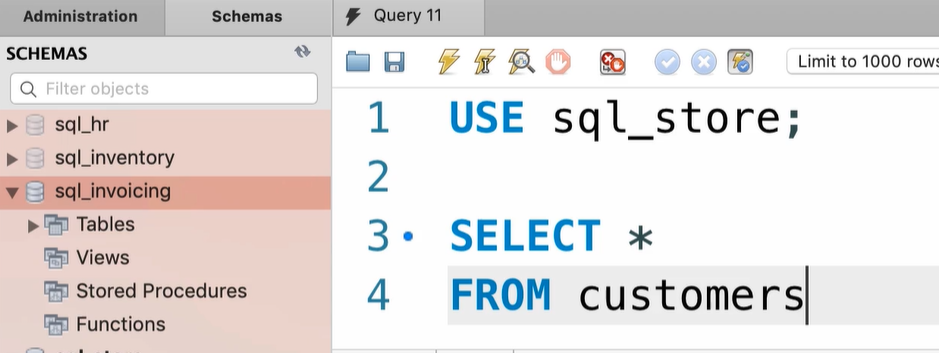 Administration
Schemas
Query 11
SCHEMAS
Filter objects
Limit to 1000 rows
sql_hr
sql_inventory
sql_invoicing
Tables
Views
Stored Procedures
Functions
1 USE sql_store;
2
3 SELECT *
4 FROM customers